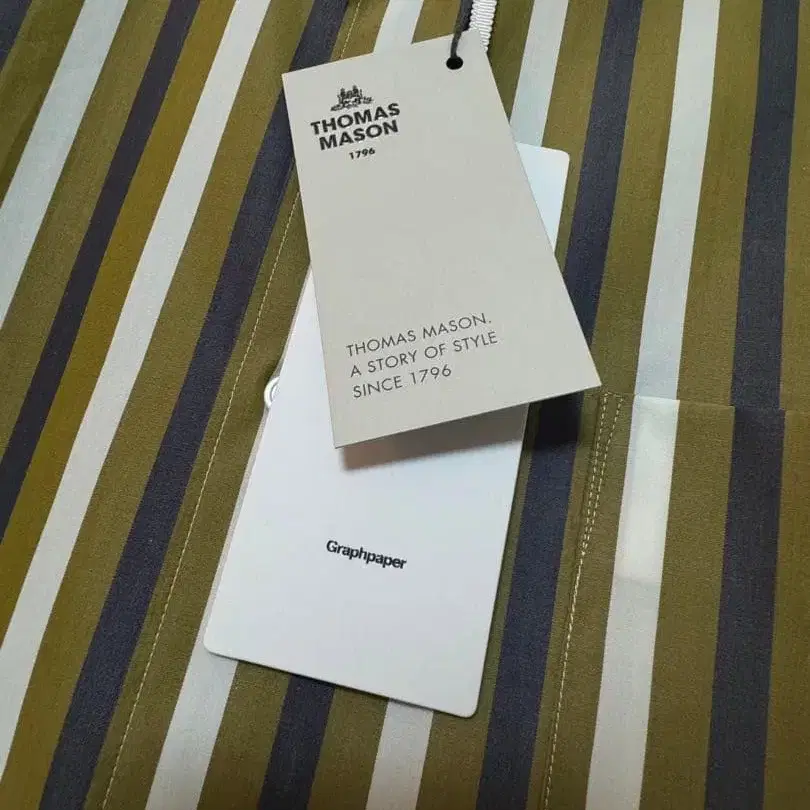 THOMAS
MASON
1796
THOMAS MASON.
A STORY OF STYLE
SINCE 1796
Graphpaper